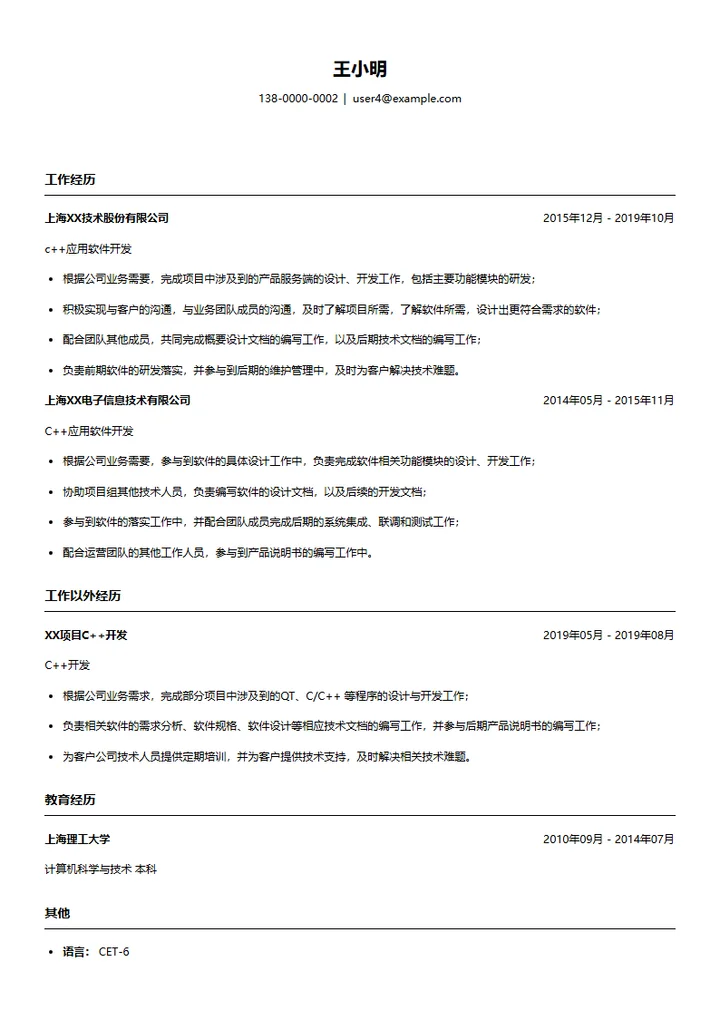 王小明
138-0000-0002 | user4@example.com
工作经历
上海XX技术股份有限公司 2015年12月 - 2019年10月
c++应用软件开发
• 根据公司业务需要，完成项目中涉及到的产品服务端的设计、开发工作，包括主要功能模块的研发；
• 积极实现与客户的沟通，与业务团队成员的沟通，及时了解项目所需，了解软件所需，设计出更符合需求的软件；
• 配合团队其他成员，共同完成概要设计文档的编写工作，以及后期技术文档的编写工作；
• 负责前期软件的研发落实，并参与到后期的维护管理中，及时为客户解决技术难题。
上海XX电子信息技术有限公司 2014年05月 - 2015年11月
C++应用软件开发
• 根据公司业务需要，参与到软件的具体设计工作中，负责完成软件相关功能模块的设计、开发工作；
• 协助项目组其他技术人员，负责编写软件的设计文档，以及后续的开发文档；
• 参与到软件的落实工作中，并配合团队成员完成后期的系统集成、联调和测试工作；
• 配合运营团队的其他工作人员，参与到产品说明书的编写工作中。
工作以外经历
XX项目C++开发 2019年05月 - 2019年08月
C++开发
• 根据公司业务需求，完成部分项目中涉及到的QT、C/C++ 等程序的设计与开发工作；
• 负责相关软件的需求分析、软件规格、软件设计等相应技术文档的编写工作，并参与后期产品说明书的编写工作；
• 为客户公司技术人员提供定期培训，并为客户提供技术支持，及时解决相关技术难题。
教育经历
上海理工大学 2010年09月 - 2014年07月
计算机科学与技术 本科
其他
• 语言： CET-6